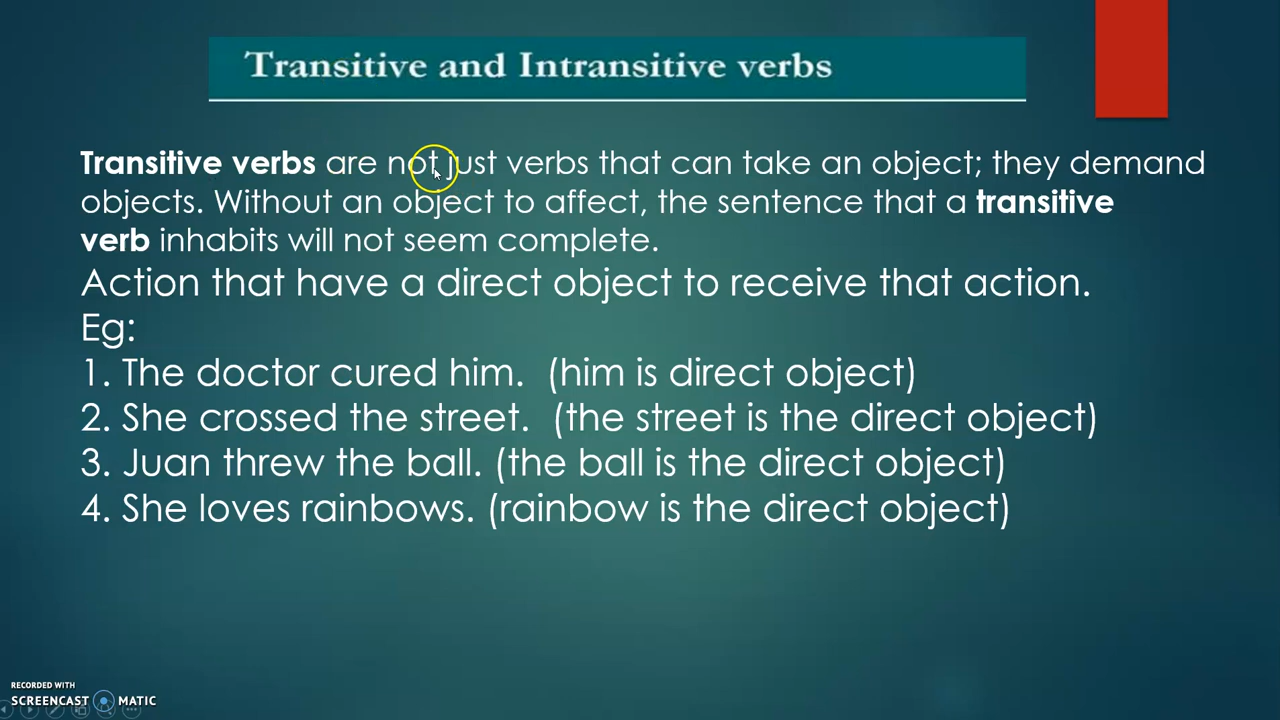 Transitive and Intransitive verbs
Transitive verbs are not just verbs that can take an object; they demand
objects. Without an object to affect, the sentence that a transitive
verb inhabits will not seem complete.
Action that have a direct object to receive that action.
Eg:
1. The doctor cured him.  (him is direct object)
2. She crossed the street.  (the street is the direct object)
3. Juan threw the ball. (the ball is the direct object)
4. She loves rainbows. (rainbow is the direct object)
RECORDED WITH
SCREENCAST MATIC